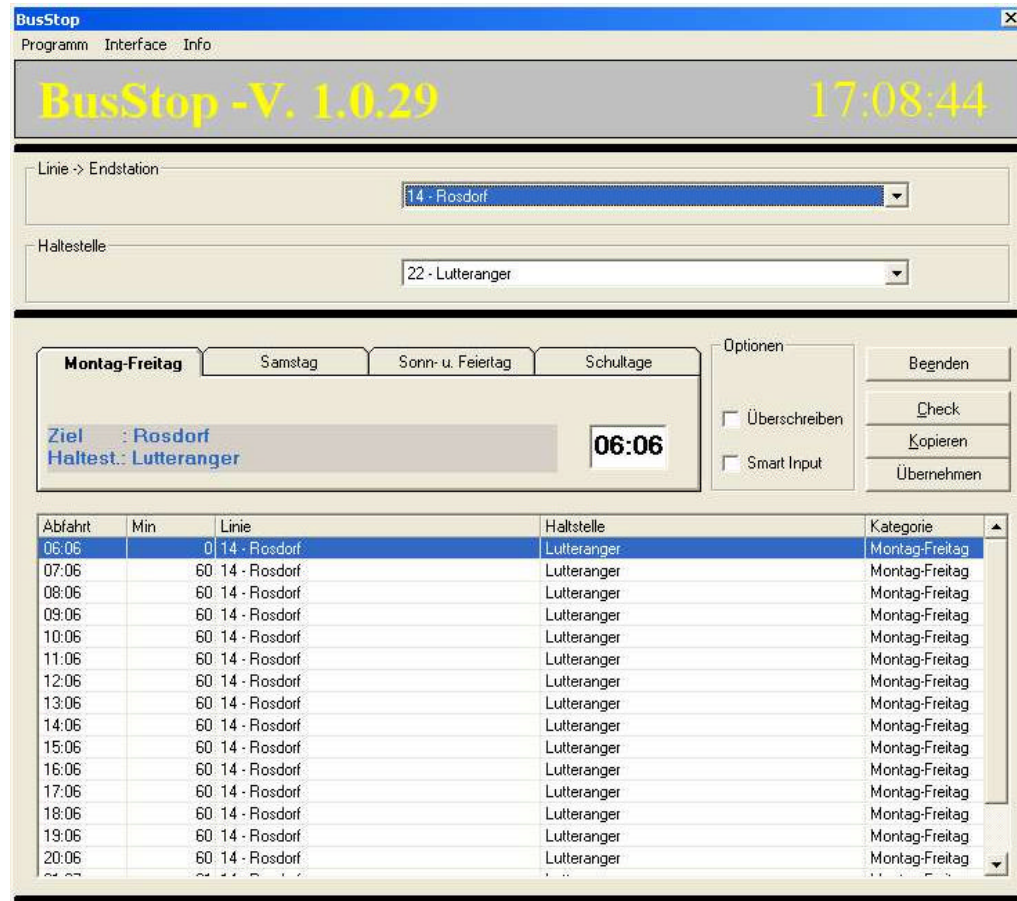 BusStop
Programm Interface Info
BusStop -V. 1.0.29 17:08:44
Linie -> Endstation
14 - Rosdorf
Haltestelle
22 - Lutteranger
Montag-Freitag Samstag Sonn- u. Feiertag Schultage
Ziel : Rosdorf
Haltest.: Lutteranger
06:06
Optionen
Überschreiben
Smart Input
Beenden
Check
Kopieren
Übernehmen
Abfahrt Min Linie Haltstelle Kategorie
06:06 0 14 - Rosdorf Lutteranger Montag-Freitag
07:06 60 14 - Rosdorf Lutteranger Montag-Freitag
08:06 60 14 - Rosdorf Lutteranger Montag-Freitag
09:06 60 14 - Rosdorf Lutteranger Montag-Freitag
10:06 60 14 - Rosdorf Lutteranger Montag-Freitag
11:06 60 14 - Rosdorf Lutteranger Montag-Freitag
12:06 60 14 - Rosdorf Lutteranger Montag-Freitag
13:06 60 14 - Rosdorf Lutteranger Montag-Freitag
14:06 60 14 - Rosdorf Lutteranger Montag-Freitag
15:06 60 14 - Rosdorf Lutteranger Montag-Freitag
16:06 60 14 - Rosdorf Lutteranger Montag-Freitag
17:06 60 14 - Rosdorf Lutteranger Montag-Freitag
18:06 60 14 - Rosdorf Lutteranger Montag-Freitag
19:06 60 14 - Rosdorf Lutteranger Montag-Freitag
20:06 60 14 - Rosdorf Lutteranger Montag-Freitag